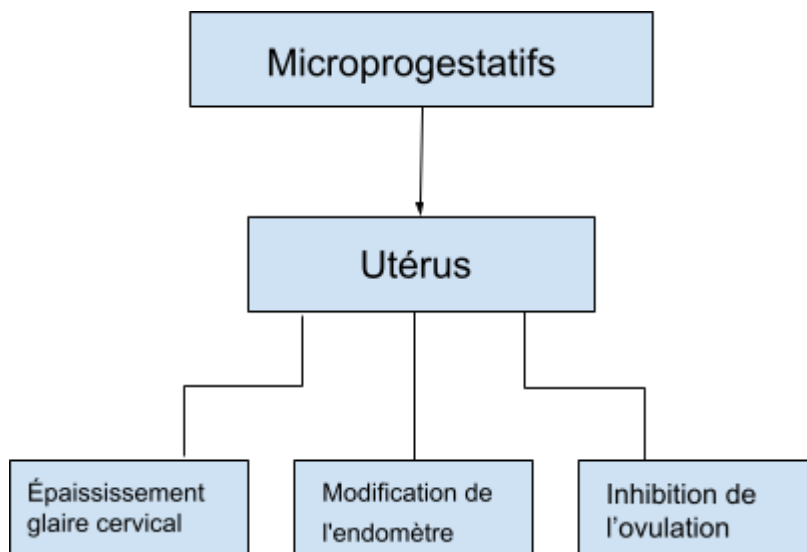 Microprogestatifs
Utérus
Épaississement
glaire cervical
Modification de
l'endomètre
Inhibition de
l’ovulation